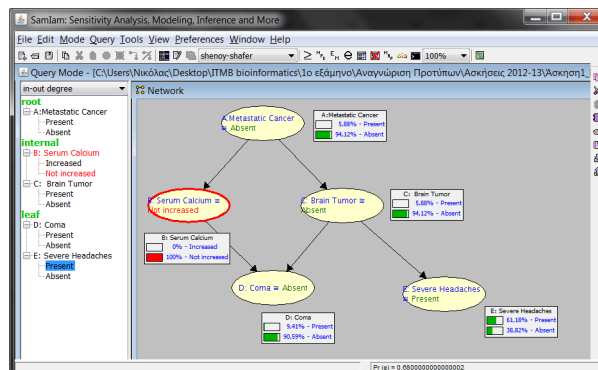 SamIam: Sensitivity Analysis, Modeling, Inference and More
File Edit Mode Query Tools View Preferences Window Help
shenoy-shafer
100%
Query Mode - [C:\Users\Νικόλας\Desktop\ITMB bioinformatics\1ο εξάμηνο\Αναγνώριση Προτύπων\Ασκήσεις 2012-13\Ασκηση1_
in-out degree
Network
root
A:Metastatic Cancer
Present
Absent
internal
B: Serum Calcium
Increased
Not increased
C: Brain Tumor
Present
Absent
leaf
D: Coma
Present
Absent
E: Severe Headaches
Present
Absent
A:Metastatic Cancer
≅ Absent
A:Metastatic Cancer
5,88% - Present
94,12% - Absent
Serum Calcium ≅
Not increased
B: Serum Calcium
0% - Increased
100% - Not increased
C: Brain Tumor ≅
Absent
C: Brain Tumor
5,88% - Present
94,12% - Absent
D: Coma ≅ Absent
D: Coma
9,41% - Present
90,59% - Absent
E: Severe Headaches
≅ Present
E: Severe Headaches
61,18% - Present
38,82% - Absent
Pr (e) = 0.6800000000000002